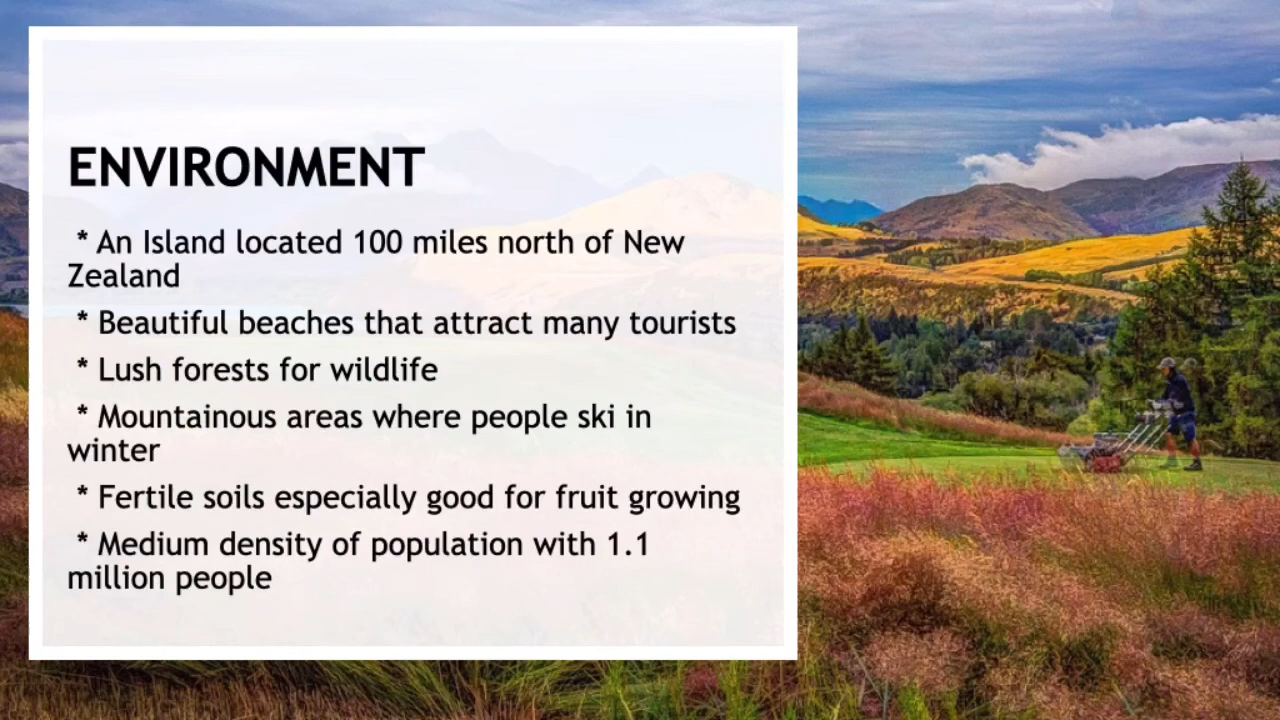 ENVIRONMENT
* An Island located 100 miles north of New
Zealand
* Beautiful beaches that attract many tourists
* Lush forests for wildlife
* Mountainous areas where people ski in
winter
* Fertile soils especially good for fruit growing
* Medium density of population with 1.1
million people